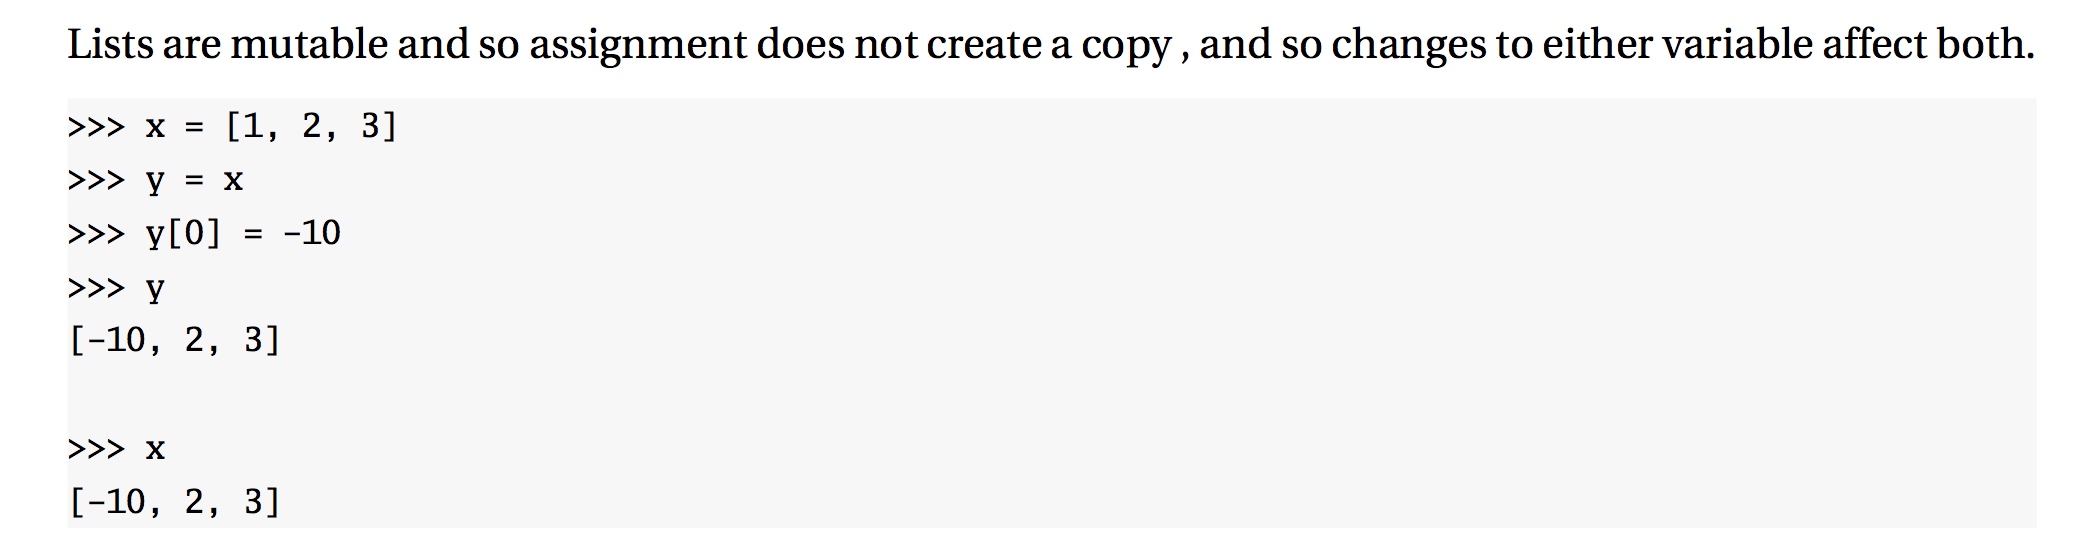 Lists are mutable and so assignment does not create a copy , and so changes to either variable affect both.
>>> x = [1, 2, 3]
>>> y = x
>>> y[0] = -10
>>> y
[-10, 2, 3]
>>> x
[-10, 2, 3]